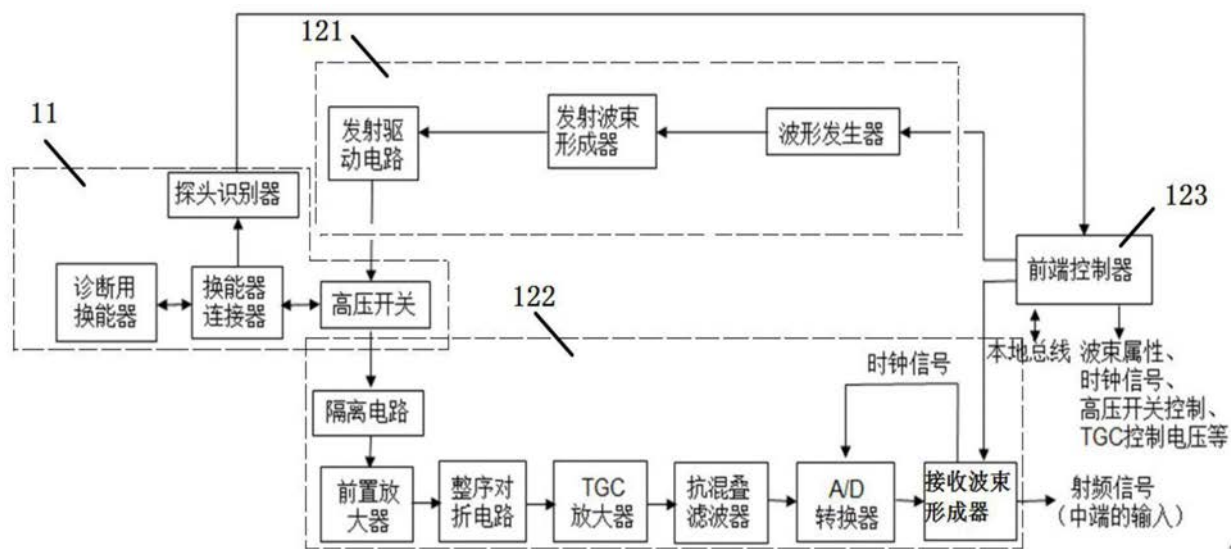 121
11
发射驱
动电路
发射波束
形成器
波形发生器
探头识别器
123
前端控制器
诊断用
换能器
换能器
连接器
高压开关
122
本地总线
波束属性、
时钟信号、
高压开关控制、
TGC控制电压等
时钟信号
隔离电路
前置放
大器
整序对
折电路
TGC
放大器
抗混叠
滤波器
A/D
转换器
接收波束
形成器
射频信号
（中端的输入）